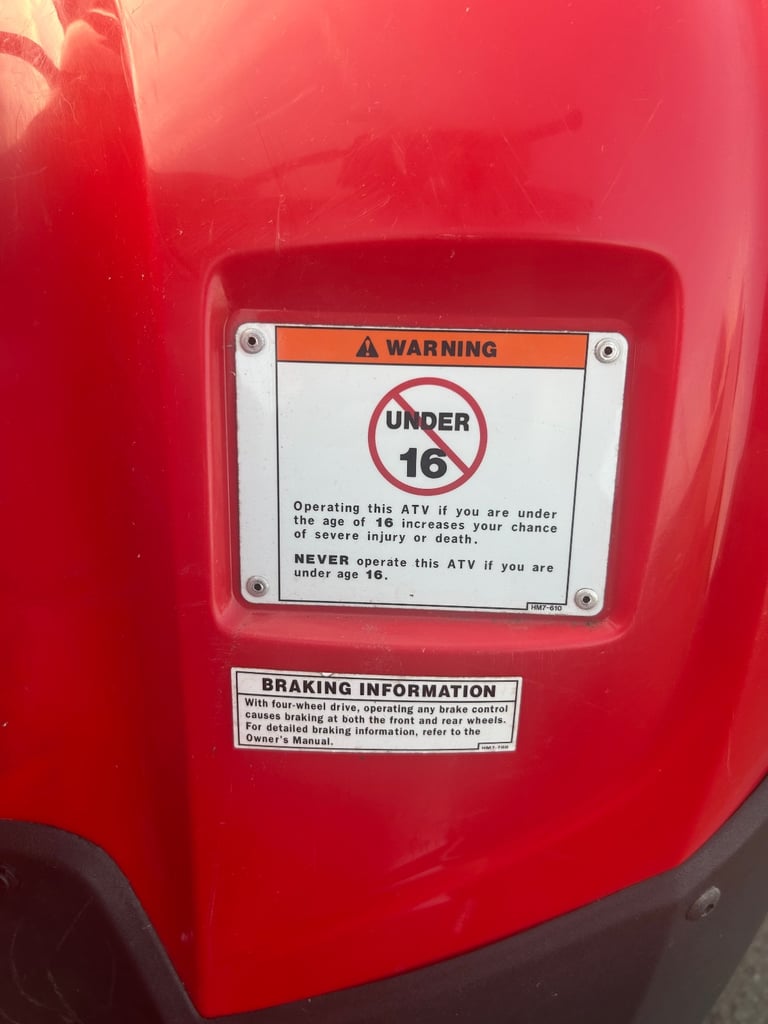 WARNING
UNDER
16
Operating this ATV if you are under
the age of 16 increases your chance
of severe injury or death.
NEVER operate this ATV if you are
under age 16.
HM7-610
BRAKING INFORMATION
With four-wheel drive, operating any brake control
causes braking at both the front and rear wheels.
For detailed braking information, refer to the
Owner's Manual.